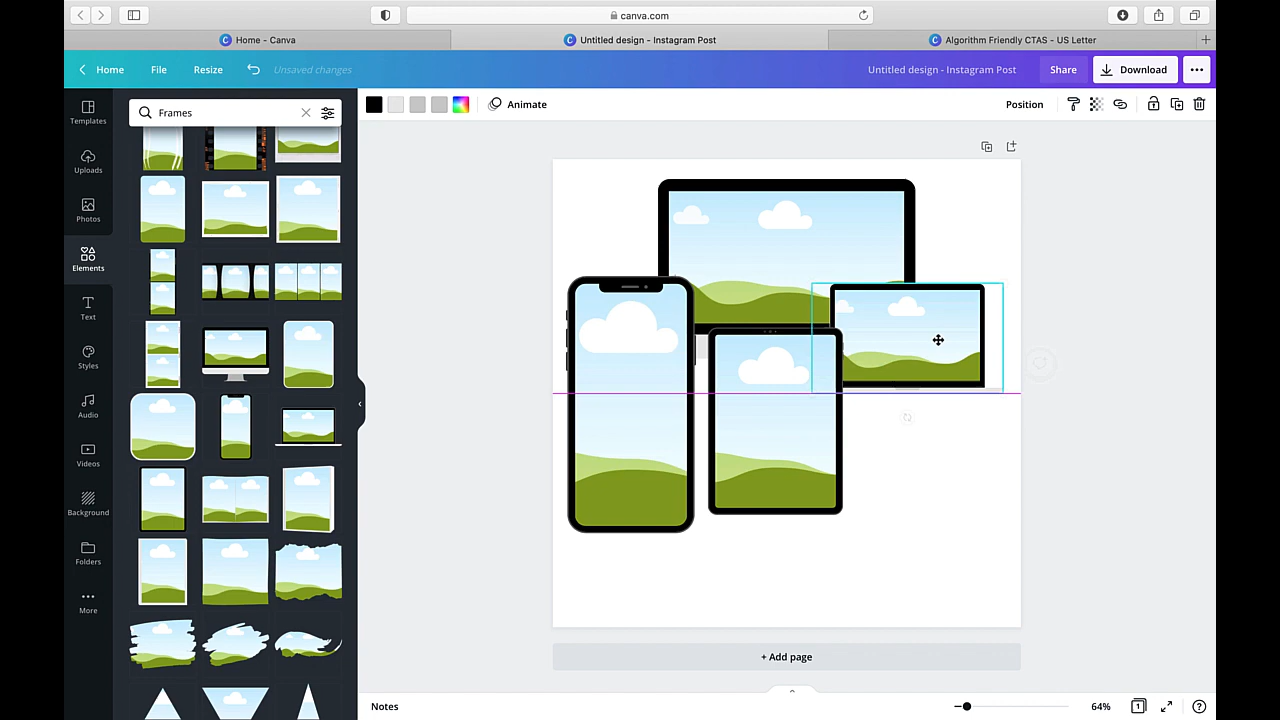 canva.com
Home - Canva
Untitled design - Instagram Post
Algorithm Friendly CTAS - US Letter
Home
File
Resize
Unsaved changes
Untitled design - Instagram Post
Share
Download
Templates
Uploads
Photos
Elements
Text
Styles
Audio
Videos
Background
Folders
More
Frames
Animate
Position
+ Add page
Notes
64%
1